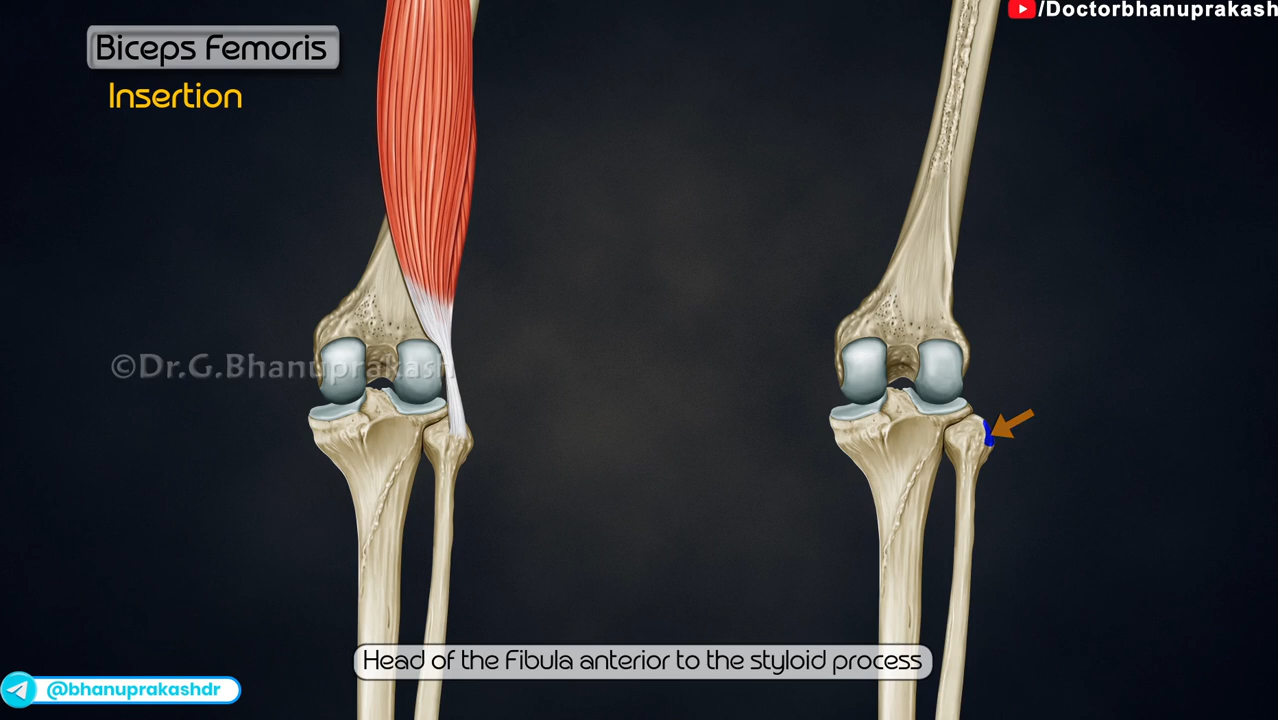 /Doctorbhanuprakash
Biceps Femoris
Insertion
©Dr.G.Bhanuprakash
Head of the Fibula anterior to the styloid process
@bhanuprakashdr